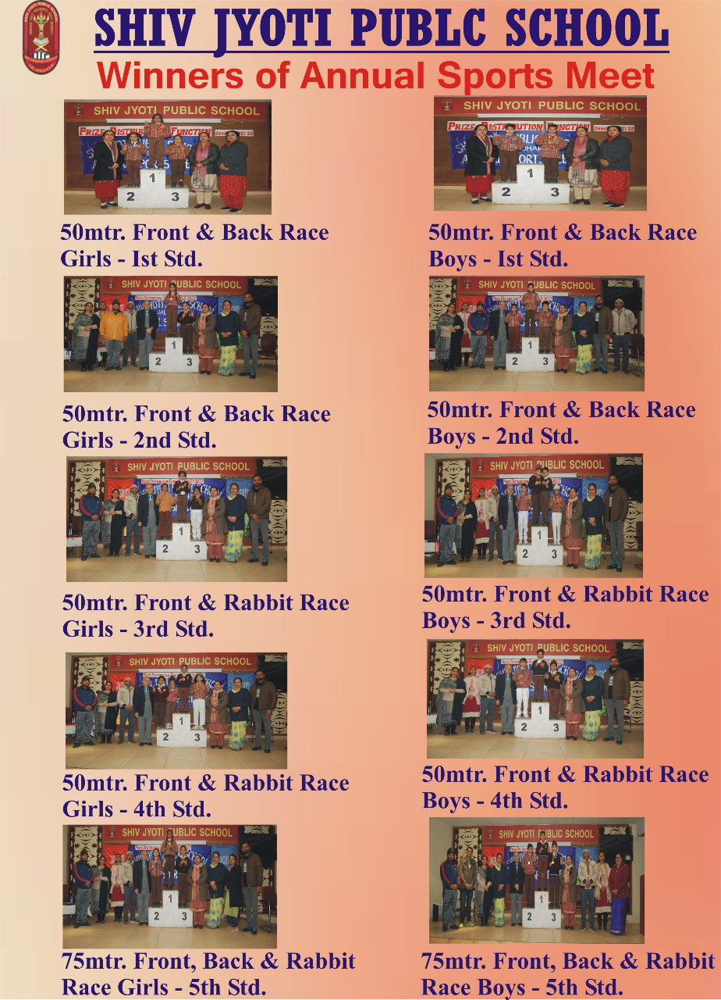 SHIV JYOTI PUBLC SCHOOL
Winners of Annual Sports Meet
JALANDHAR
SHIV JYOTI PUBLIC SCHOOL
PRIZE DISTRIBUTION FUNCTION
1
2 3
50mtr. Front & Back Race
Girls - Ist Std.
SHIV JYOTI PUBLIC SCHOOL
PRIZE DISTRIBUTION FUNCTION
1
2 3
50mtr. Front & Back Race
Boys - Ist Std.
SHIV JYOTI PUBLIC SCHOOL
1
2 3
50mtr. Front & Back Race
Girls - 2nd Std.
SHIV JYOTI PUBLIC SCHOOL
1
2 3
50mtr. Front & Back Race
Boys - 2nd Std.
SHIV JYOTI PUBLIC SCHOOL
1
2 3
50mtr. Front & Rabbit Race
Girls - 3rd Std.
SHIV JYOTI PUBLIC SCHOOL
1
2 3
50mtr. Front & Rabbit Race
Boys - 3rd Std.
SHIV JYOTI PUBLIC SCHOOL
1
2 3
50mtr. Front & Rabbit Race
Girls - 4th Std.
SHIV JYOTI PUBLIC SCHOOL
1
2 3
50mtr. Front & Rabbit Race
Boys - 4th Std.
SHIV JYOTI PUBLIC SCHOOL
1
2 3
75mtr. Front, Back & Rabbit
Race Girls - 5th Std.
SHIV JYOTI PUBLIC SCHOOL
1
2 3
75mtr. Front, Back & Rabbit
Race Boys - 5th Std.